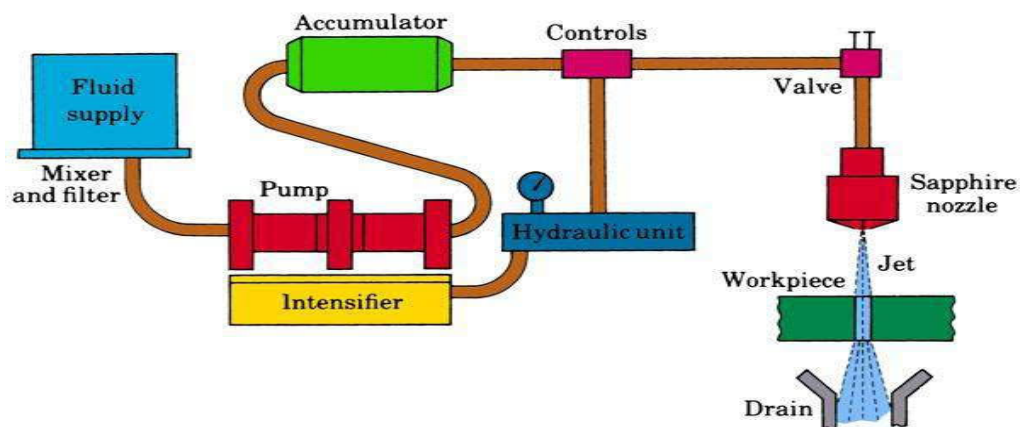 Accumulator
Controls
Fluid
supply
Valve
Mixer
and filter
Pump
Sapphire
nozzle
Hydraulic unit
Jet
Workpiece
Intensifier
Drain